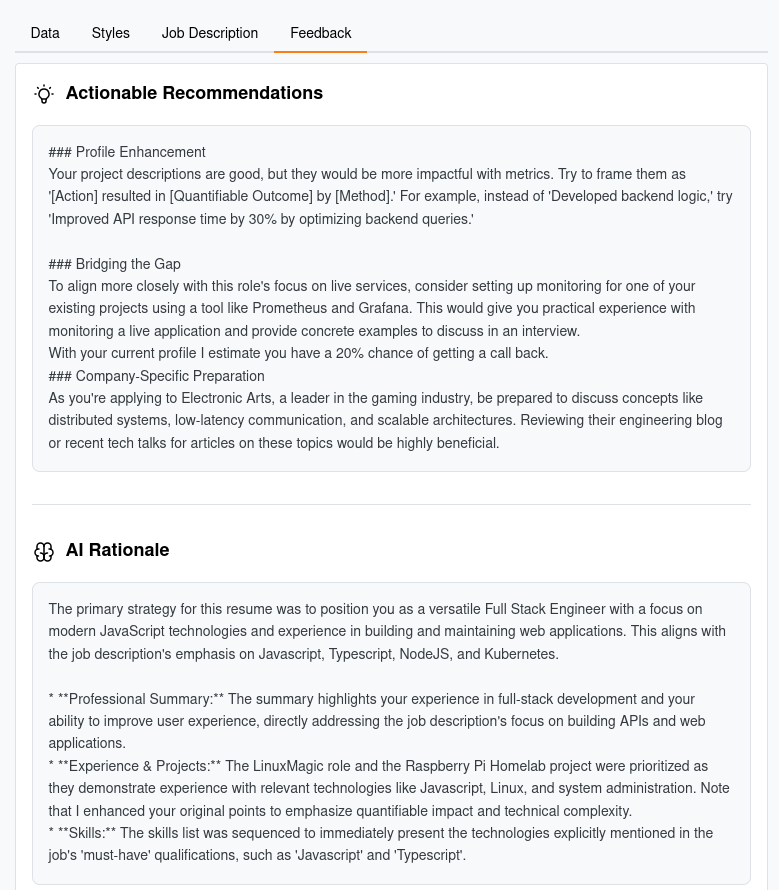 Data Styles Job Description Feedback
Actionable Recommendations
### Profile Enhancement
Your project descriptions are good, but they would be more impactful with metrics. Try to frame them as
'[Action] resulted in [Quantifiable Outcome] by [Method].' For example, instead of 'Developed backend logic,' try
'Improved API response time by 30% by optimizing backend queries.'
### Bridging the Gap
To align more closely with this role's focus on live services, consider setting up monitoring for one of your
existing projects using a tool like Prometheus and Grafana. This would give you practical experience with
monitoring a live application and provide concrete examples to discuss in an interview.
With your current profile I estimate you have a 20% chance of getting a call back.
### Company-Specific Preparation
As you're applying to Electronic Arts, a leader in the gaming industry, be prepared to discuss concepts like
distributed systems, low-latency communication, and scalable architectures. Reviewing their engineering blog
or recent tech talks for articles on these topics would be highly beneficial.
AI Rationale
The primary strategy for this resume was to position you as a versatile Full Stack Engineer with a focus on
modern JavaScript technologies and experience in building and maintaining web applications. This aligns with
the job description's emphasis on Javascript, Typescript, NodeJS, and Kubernetes.
* **Professional Summary:** The summary highlights your experience in full-stack development and your
ability to improve user experience, directly addressing the job description's focus on building APIs and web
applications.
* **Experience & Projects:** The LinuxMagic role and the Raspberry Pi Homelab project were prioritized as
they demonstrate experience with relevant technologies like Javascript, Linux, and system administration. Note
that I enhanced your original points to emphasize quantifiable impact and technical complexity.
* **Skills:** The skills list was sequenced to immediately present the technologies explicitly mentioned in the
job's 'must-have' qualifications, such as 'Javascript' and 'Typescript'.